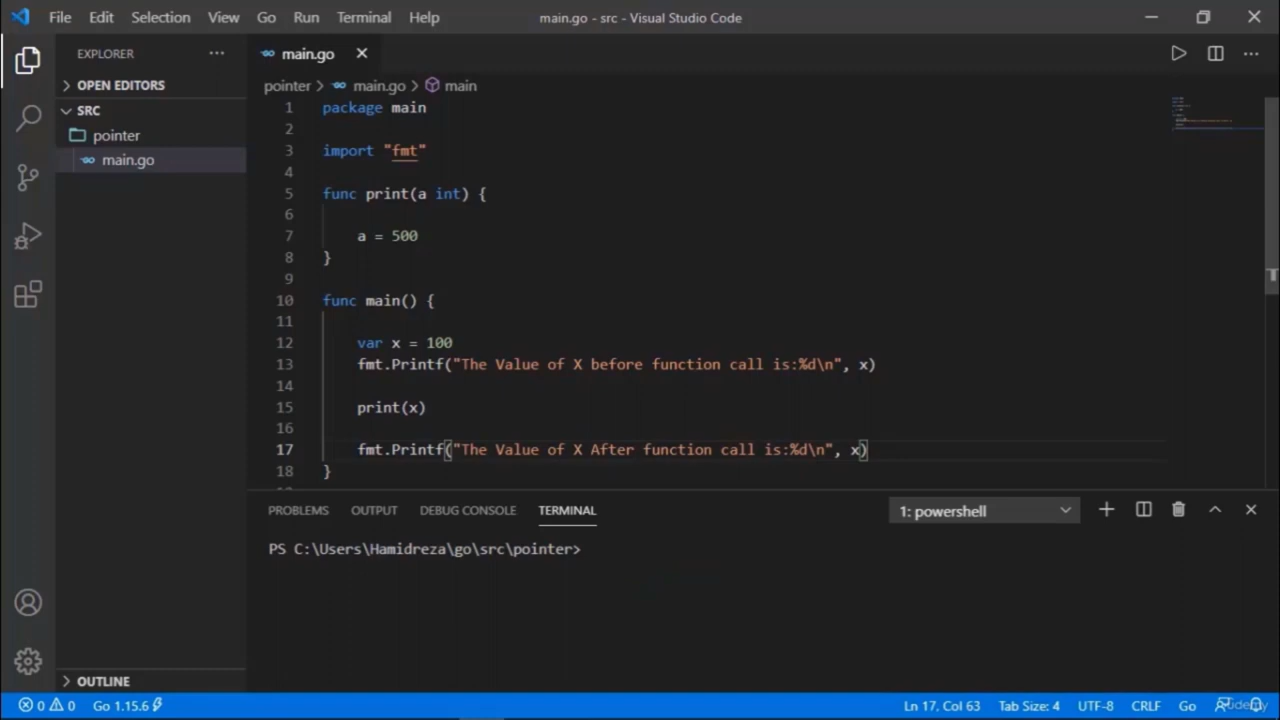 File Edit Selection View Go Run Terminal Help
main.go - src - Visual Studio Code
EXPLORER
OPEN EDITORS
SRC
pointer
main.go
main.go
pointer > main.go > main
1 package main
2
3 import "fmt"
4
5 func print(a int) {
6
7 a = 500
8 }
9
10 func main() {
11
12 var x = 100
13 fmt.Printf("The Value of X before function call is:%d\n", x)
14
15 print(x)
16
17 fmt.Printf("The Value of X After function call is:%d\n", x)
18 }
PROBLEMS OUTPUT DEBUG CONSOLE TERMINAL
1: powershell
PS C:\Users\Hamidreza\go\src\pointer>
OUTLINE
0 0 Go 1.15.6
Ln 17, Col 63 Tab Size: 4 UTF-8 CRLF Go